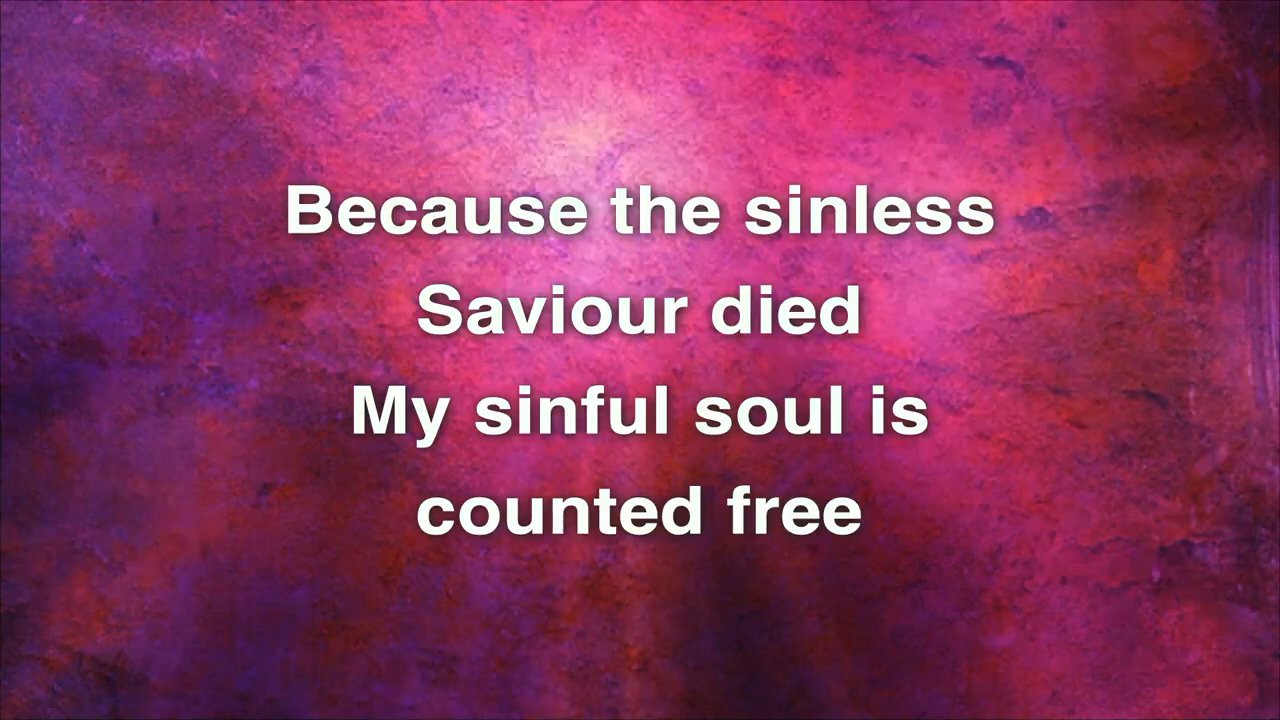 Because the sinless
Saviour died
My sinful soul is
counted free